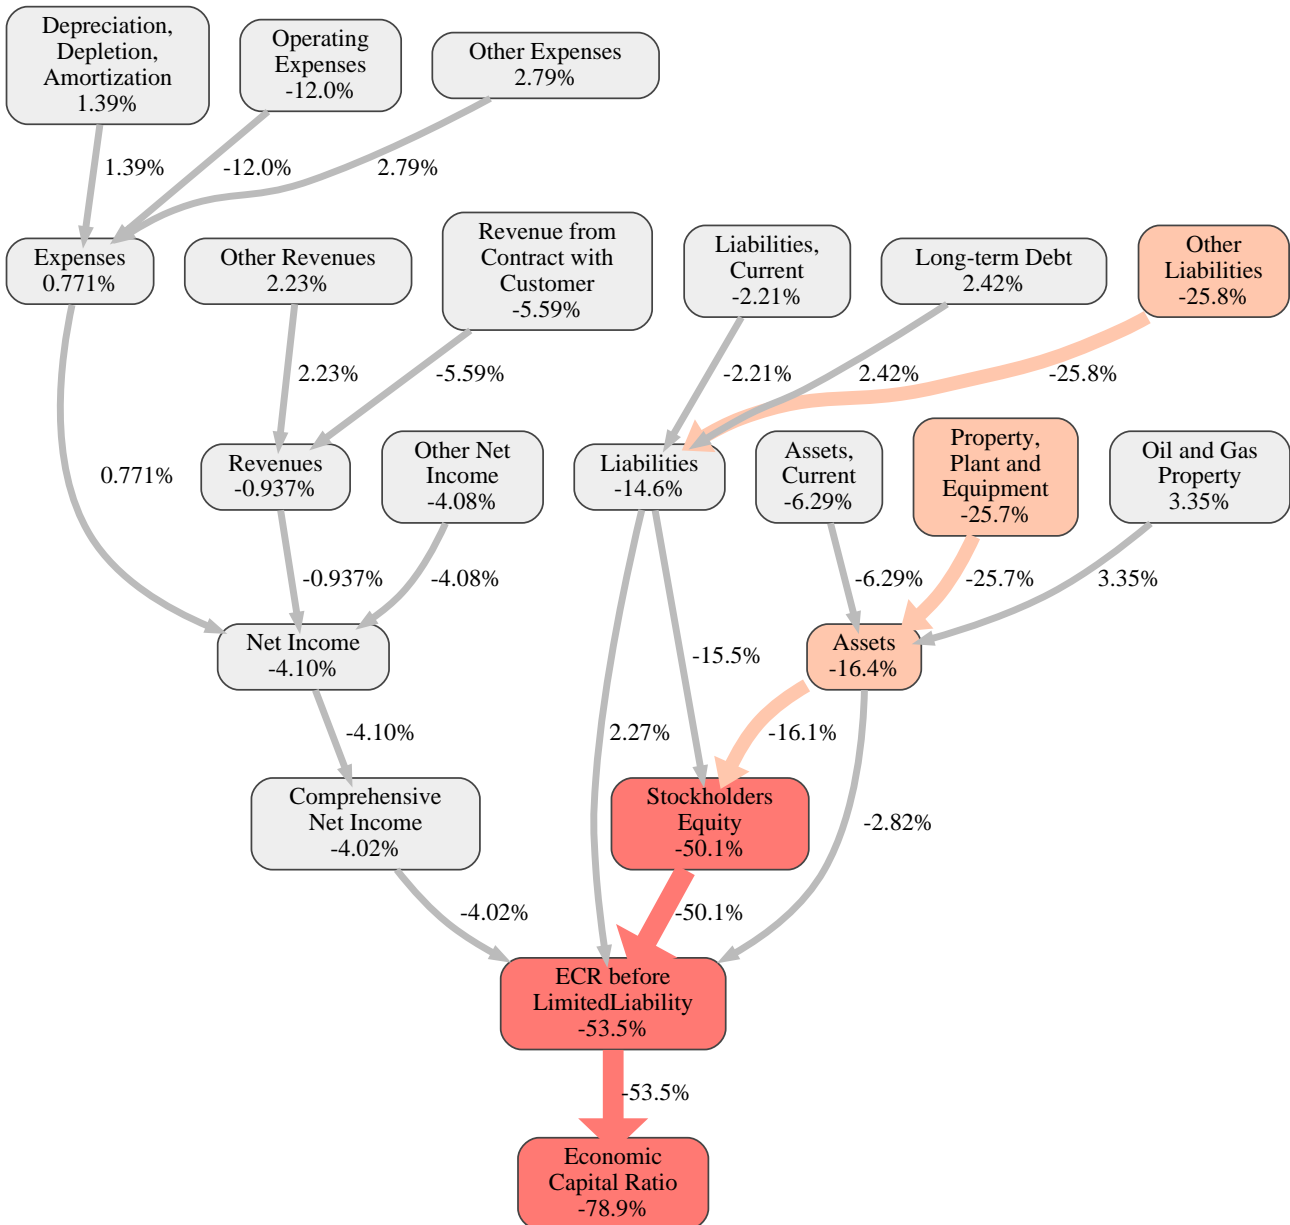 Depreciation,
Depletion,
Amortization
1.39%
Operating
Expenses
-12.0%
Other Expenses
2.79%
1.39%
-12.0%
2.79%
Expenses
0.771%
Other Revenues
2.23%
Revenue from
Contract with
Customer
-5.59%
Liabilities,
Current
-2.21%
Long-term Debt
2.42%
Other
Liabilities
-25.8%
2.23%
-5.59%
-2.21%
2.42%
-25.8%
0.771%
Revenues
-0.937%
Other Net
Income
-4.08%
Liabilities
-14.6%
Assets,
Current
-6.29%
Property,
Plant and
Equipment
-25.7%
Oil and Gas
Property
3.35%
-0.937%
-4.08%
-6.29%
-25.7%
3.35%
Net Income
-4.10%
-15.5%
Assets
-16.4%
-4.10%
2.27%
-16.1%
Comprehensive
Net Income
-4.02%
Stockholders
Equity
-50.1%
-2.82%
-4.02%
-50.1%
ECR before
LimitedLiability
-53.5%
-53.5%
Economic
Capital Ratio
-78.9%